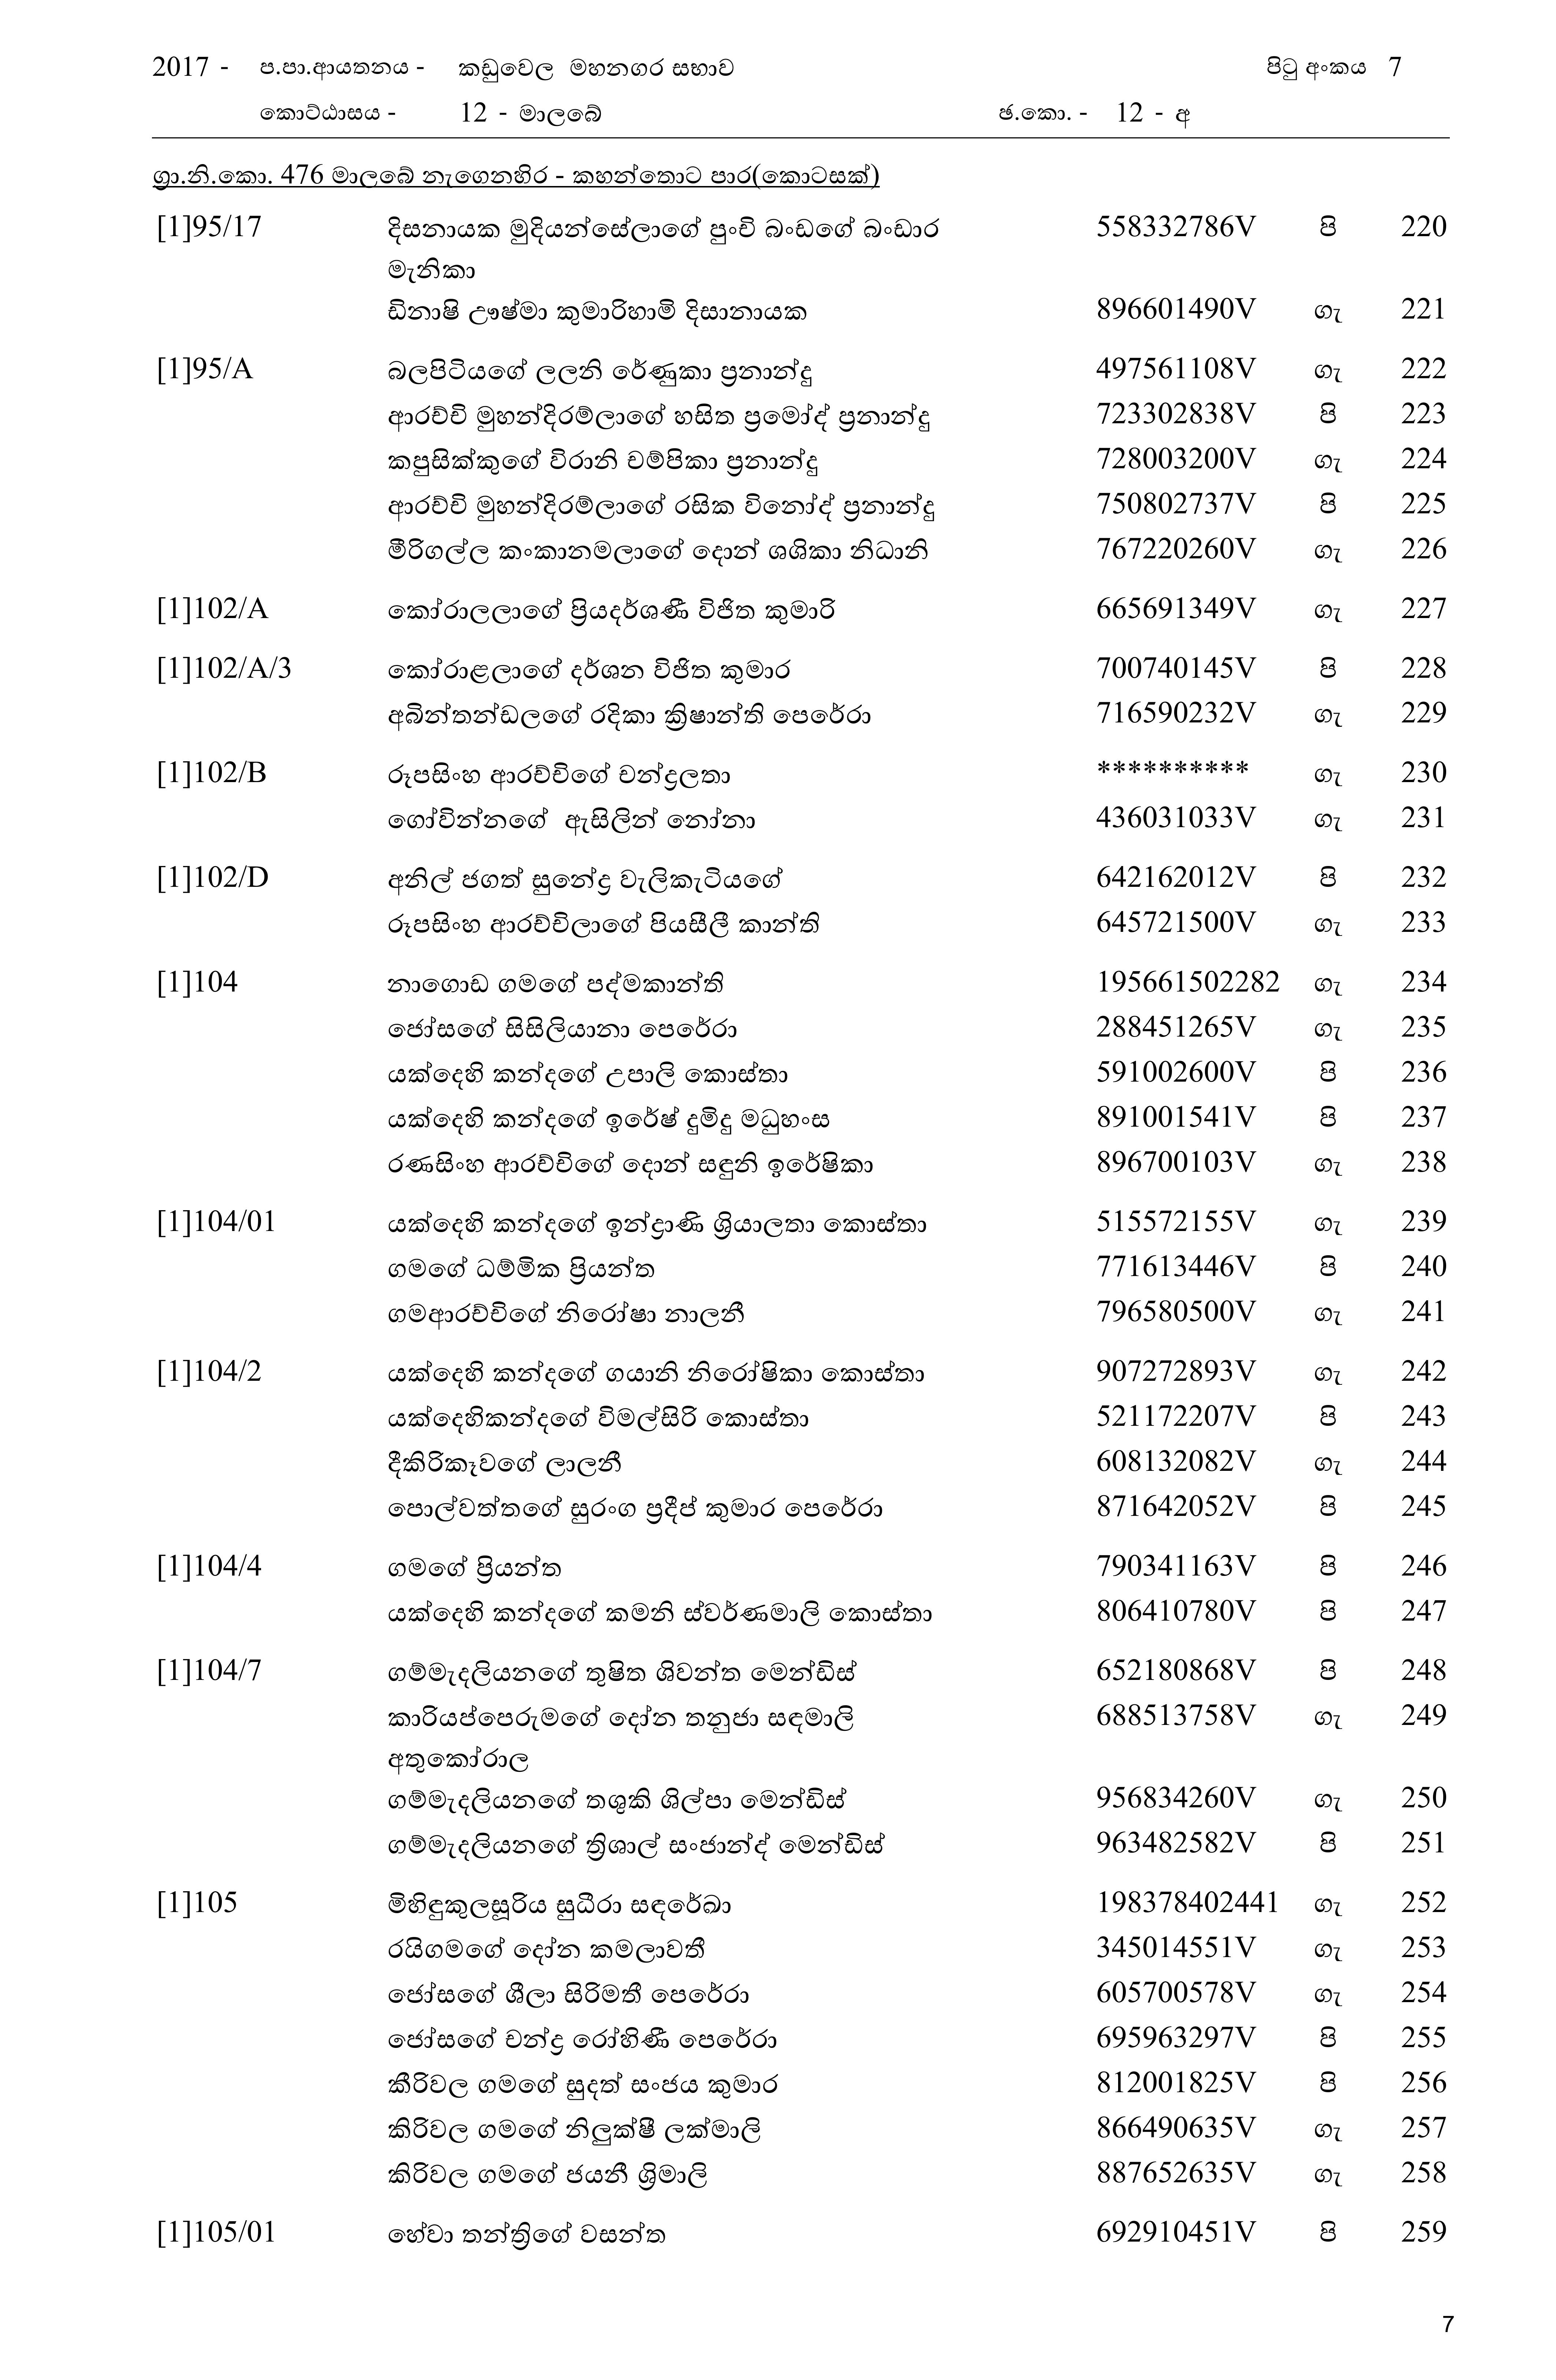 2017 - ප.පා.ආයතනය - කඩුවෙල මහනගර සභාව පිටු අංකය 7
කොට්ඨාසය - 12 - මාලබේ ඡ.කො. - 12 - අ
ග්‍රා.නි.කො. 476 මාලබේ නැගෙනහිර - කහන්තොට පාර(කොටසක්)
[1]95/17 දිසනායක මුදියන්සේලාගේ පුංචි බංඩගේ බංඩාර 558332786V පි 220
මැනිකා
ඩිනාෂි ඌෂ්මා කුමාරිහාමි දිසානායක 896601490V ගැ 221
[1]95/A බලපිටියගේ ලලනි රේණුකා ප්‍රනාන්දු 497561108V ගැ 222
ආරච්චි මුහන්දිරම්ලාගේ හසිත ප්‍රමෝද් ප්‍රනාන්දු 723302838V පි 223
කපුසික්කුගේ විරානි චම්පිකා ප්‍රනාන්දු 728003200V ගැ 224
ආරච්චි මුහන්දිරම්ලාගේ රසික විනෝද් ප්‍රනාන්දු 750802737V පි 225
මීරිගල්ල කංකානමලාගේ දොන් ශශිකා නිධානි 767220260V ගැ 226
[1]102/A කෝරාලලාගේ ප්‍රියදර්ශණී විජිත කුමාරි 665691349V ගැ 227
[1]102/A/3 කෝරාළලාගේ දර්ශන විජිත කුමාර 700740145V පි 228
අබින්තන්ඩලගේ රදිකා ක්‍රිෂාන්ති පෙරේරා 716590232V ගැ 229
[1]102/B රූපසිංහ ආරච්චිගේ චන්ද්‍රලතා ********** ගැ 230
ගෝවින්නගේ ඇසිලින් නෝනා 436031033V ගැ 231
[1]102/D අනිල් ජගත් සුනේන්ද්‍ර වැලිකැටියගේ 642162012V පි 232
රූපසිංහ ආරච්චිලාගේ පියසීලී කාන්ති 645721500V ගැ 233
[1]104 නාගොඩ ගමගේ පද්මකාන්ති 195661502282 ගැ 234
ජෝසගේ සිසිලියානා පෙරේරා 288451265V ගැ 235
යක්දෙහි කන්දගේ උපාලි කොස්තා 591002600V පි 236
යක්දෙහි කන්දගේ ඉරේෂ් දුමිදු මධුහංස 891001541V පි 237
රණසිංහ ආරච්චිගේ දොන් සඳුනි ඉරේෂිකා 896700103V ගැ 238
[1]104/01 යක්දෙහි කන්දගේ ඉන්ද්‍රාණි ශ්‍රියාලතා කොස්තා 515572155V ගැ 239
ගමගේ ධම්මික ප්‍රියන්ත 771613446V පි 240
ගමආරච්චිගේ නිරෝෂා නාලනී 796580500V ගැ 241
[1]104/2 යක්දෙහි කන්දගේ ගයානි නිරෝෂිකා කොස්තා 907272893V ගැ 242
යක්දෙහිකන්දගේ විමල්සිරි කොස්තා 521172207V පි 243
දීකිරිකෑවගේ ලාලනී 608132082V ගැ 244
පොල්වත්තගේ සුරංග ප්‍රදීප් කුමාර පෙරේරා 871642052V පි 245
[1]104/4 ගමගේ ප්‍රියන්ත 790341163V පි 246
යක්දෙහි කන්දගේ කමනි ස්වර්ණමාලි කොස්තා 806410780V පි 247
[1]104/7 ගම්මැදලියනගේ තුෂිත ශිවන්ත මෙන්ඩිස් 652180868V පි 248
කාරියප්පෙරුමගේ දෝන තනුජා සඳමාලි 688513758V ගැ 249
අතුකෝරාල
ගම්මැදලියනගේ තශුකි ශිල්පා මෙන්ඩිස් 956834260V ගැ 250
ගම්මැදලියනගේ ත්‍රිශාල් සංජාන්ද් මෙන්ඩිස් 963482582V පි 251
[1]105 මිහිඳුකුලසූරිය සුධීරා සඳරේඛා 198378402441 ගැ 252
රයිගමගේ දෝන කමලාවතී 345014551V ගැ 253
ජෝසගේ ශීලා සිරිමතී පෙරේරා 605700578V ගැ 254
ජෝසගේ චන්ද්‍ර රෝහිණී පෙරේරා 695963297V පි 255
කීරිවල ගමගේ සුදත් සංජය කුමාර 812001825V පි 256
කිරිවල ගමගේ නිලුක්ෂී ලක්මාලි 866490635V ගැ 257
කිරිවල ගමගේ ජයනී ශ්‍රිමාලි 887652635V ගැ 258
[1]105/01 හේවා තන්ත්‍රිගේ වසන්ත 692910451V පි 259
7